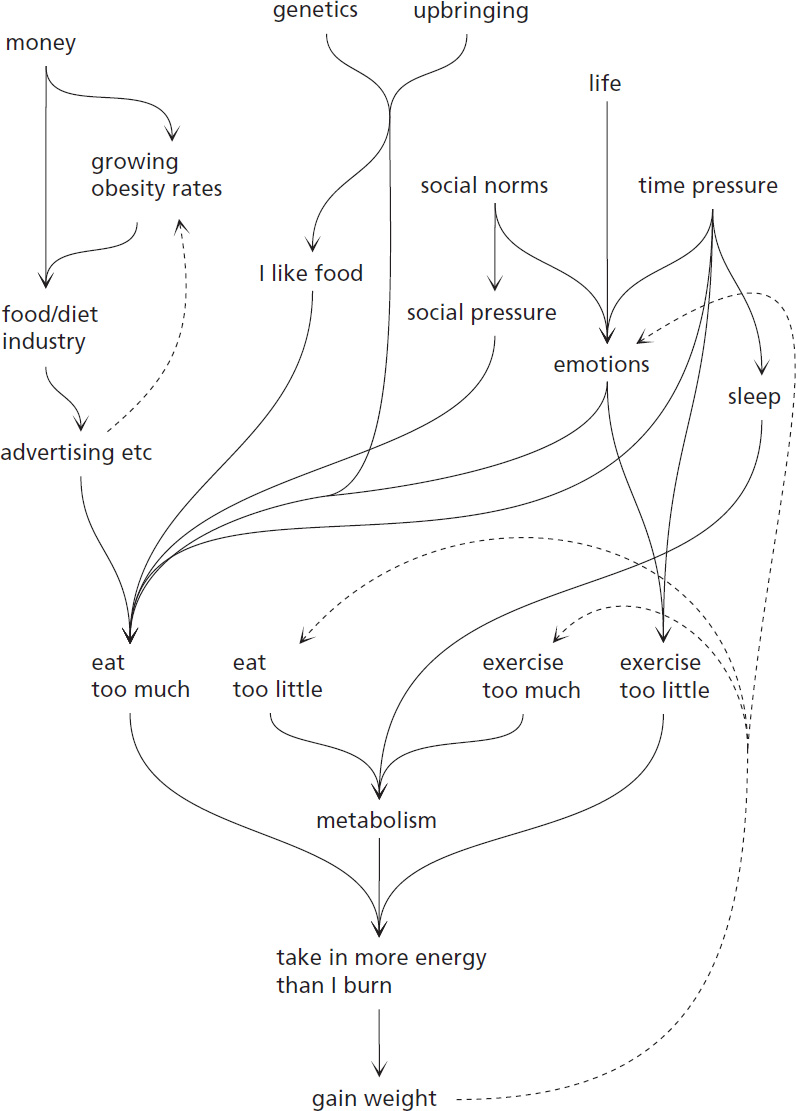 genetics
upbringing
money
life
growing
obesity rates
social norms
time pressure
I like food
food/diet
industry
social pressure
emotions
sleep
advertising etc
eat
too much
eat
too little
exercise
too much
exercise
too little
metabolism
take in more energy
than I burn
gain weight